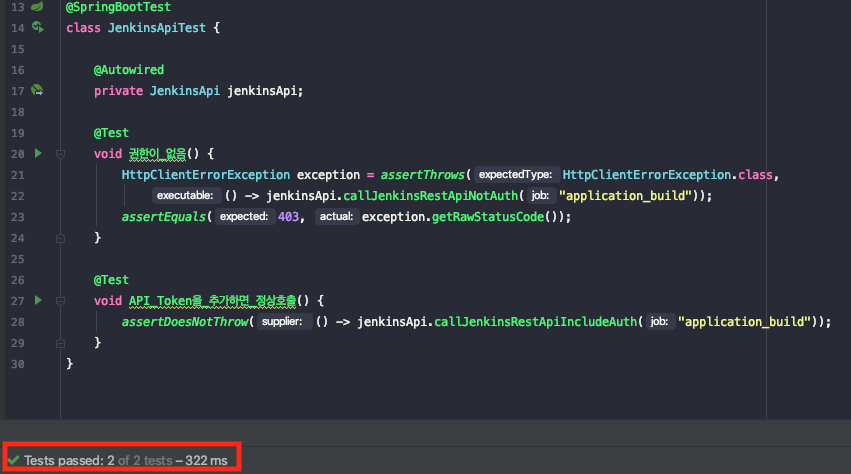 13 @SpringBootTest
14 class JenkinsApiTest {
15
16 @Autowired
17 private JenkinsApi jenkinsApi;
18
19 @Test
20 void 권한이_없음() {
21 HttpClientErrorException exception = assertThrows( expectedType: HttpClientErrorException.class,
22 executable: () -> jenkinsApi.callJenkinsRestApiNotAuth( job: "application_build"));
23 assertEquals( expected: 403, actual: exception.getRawStatusCode());
24 }
25
26 @Test
27 void API_Token을_추가하면_정상호출() {
28 assertDoesNotThrow( supplier: () -> jenkinsApi.callJenkinsRestApiIncludeAuth( job: "application_build"));
29 }
30 }
Tests passed: 2 of 2 tests – 322 ms